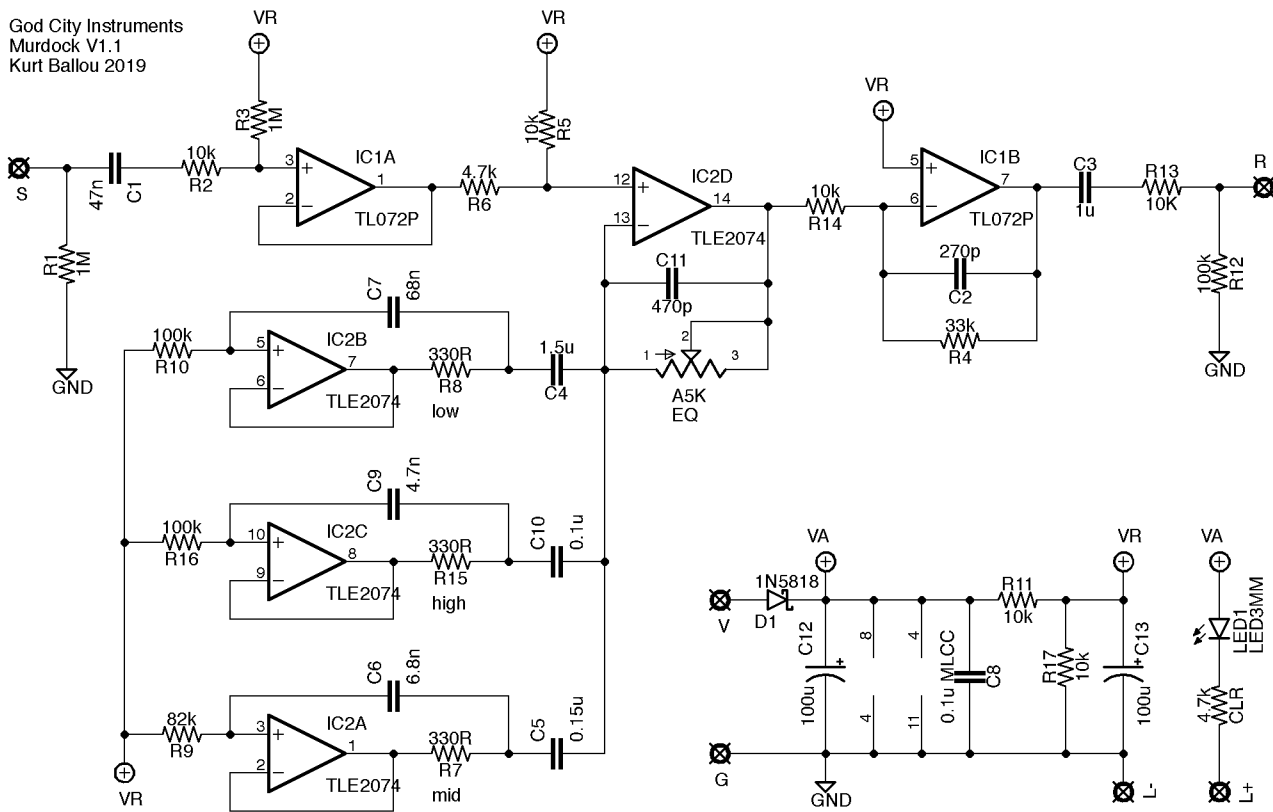 God City Instruments
Murdock V1.1
Kurt Ballou 2019
VR
R3
1M
VR
10k
R5
S
47n
C1
10k
R2
3
2
1
IC1A
TL072P
4.7k
R6
12
13
14
IC2D
TLE2074
10k
R14
VR
5
6
7
IC1B
TL072P
C3
1u
R13
10K
R
R1
1M
GND
C11
470p
270p
C2
33k
R4
100k
R12
GND
C7
68n
100k
R10
5
6
7
IC2B
TLE2074
330R
R8
low
1.5u
C4
1
2
3
A5K
EQ
C9
4.7n
100k
R16
10
9
8
IC2C
TLE2074
330R
R15
high
C10
0.1u
C6
6.8n
82k
R9
3
2
1
IC2A
TLE2074
330R
R7
mid
C5
0.15u
VR
VA
VR
VA
V
1N5818
D1
C12
100u
8
4
4
11
0.1u MLCC
C8
R11
10k
R17
10k
C13
100u
LED1
LED3MM
4.7k
CLR
G
GND
L-
L+